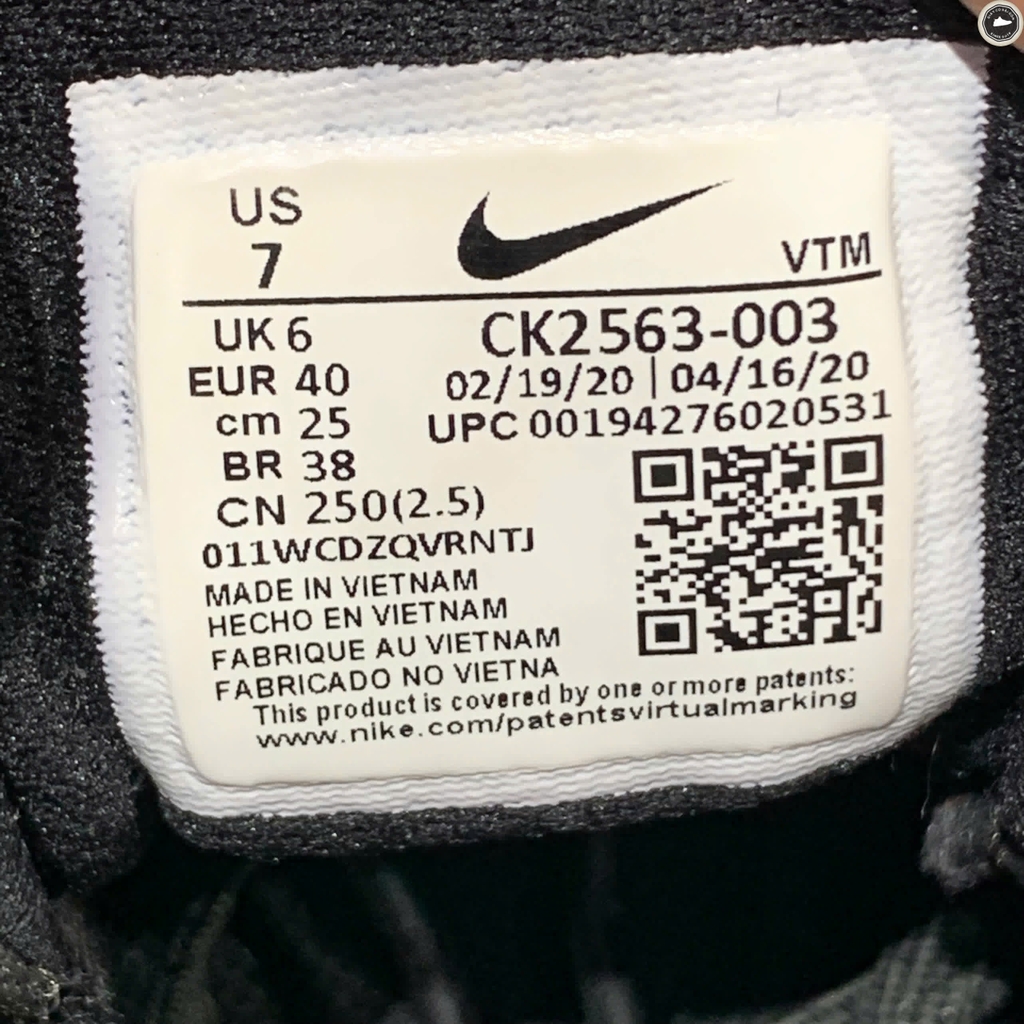 US
7
VTM
UK 6
CK2563-003
EUR 40
02/19/20 | 04/16/20
cm 25
UPC 00194276020531
BR 38
CN 250(2.5)
011WCDZQVRNTJ
MADE IN VIETNAM
HECHO EN VIETNAM
FABRIQUE AU VIETNAM
FABRICADO NO VIETNA
This product is covered by one or more patents:
www.nike.com/patentsvirtualmarking